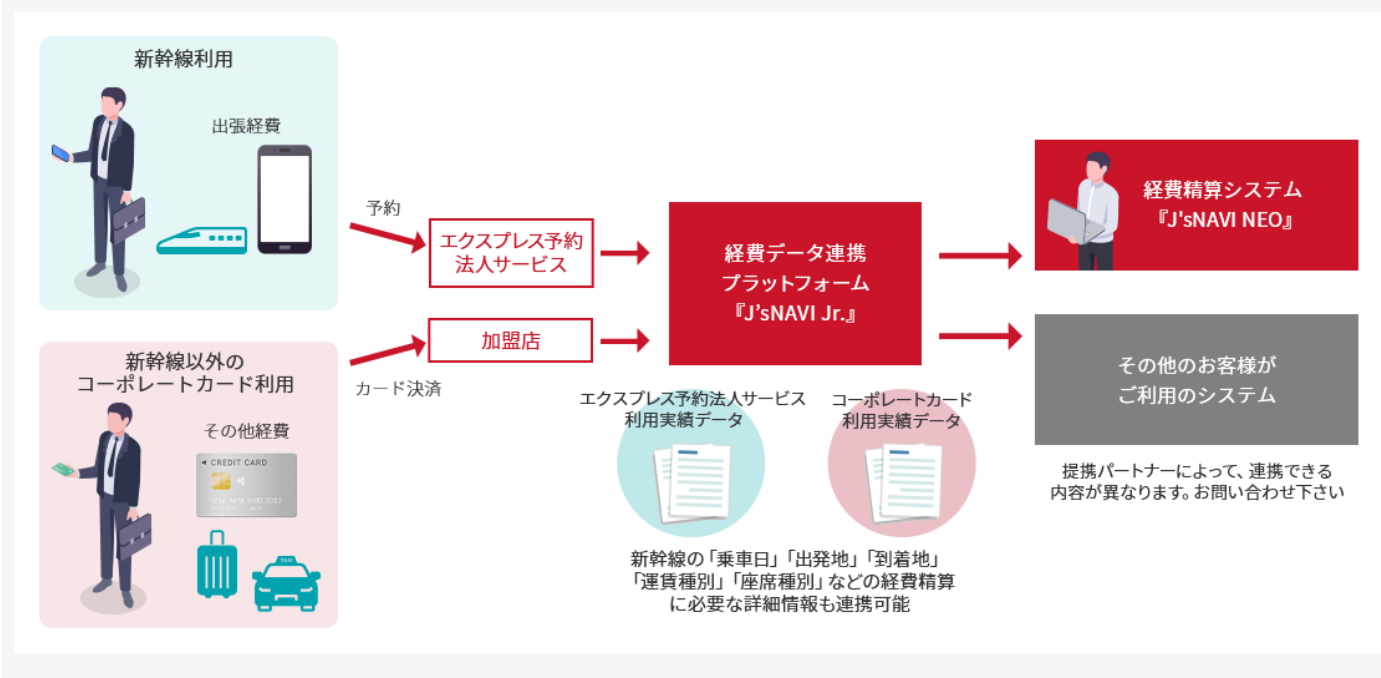 新幹線利用
出張経費
予約
エクスプレス予約
法人サービス
新幹線以外の
コーポレートカード利用
その他経費
CREDIT CARD
TAXI
カード決済
加盟店
経費データ連携
プラットフォーム
『J’sNAVI Jr.』
エクスプレス予約法人サービス
利用実績データ
コーポレートカード
利用実績データ
新幹線の「乗車日」「出発地」「到着地」
「運賃種別」「座席種別」などの経費精算
に必要な詳細情報も連携可能
経費精算システム
『J'sNAVI NEO』
その他のお客様が
ご利用のシステム
提携パートナーによって、連携できる
内容が異なります。お問い合わせ下さい